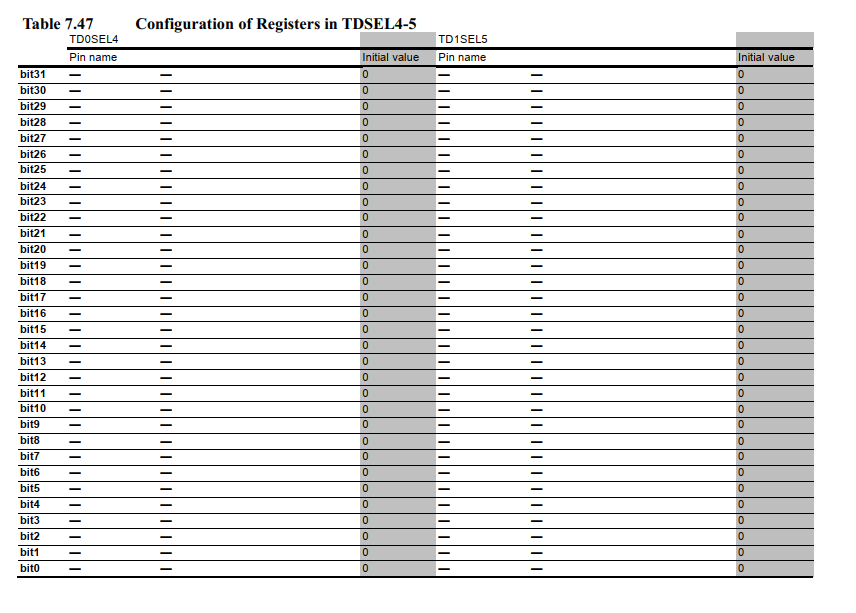 Table 7.47 Configuration of Registers in TDSEL4-5
TD0SEL4 TD1SEL5
Pin name Initial value Pin name Initial value
bit31 — — 0 — — 0
bit30 — — 0 — — 0
bit29 — — 0 — — 0
bit28 — — 0 — — 0
bit27 — — 0 — — 0
bit26 — — 0 — — 0
bit25 — — 0 — — 0
bit24 — — 0 — — 0
bit23 — — 0 — — 0
bit22 — — 0 — — 0
bit21 — — 0 — — 0
bit20 — — 0 — — 0
bit19 — — 0 — — 0
bit18 — — 0 — — 0
bit17 — — 0 — — 0
bit16 — — 0 — — 0
bit15 — — 0 — — 0
bit14 — — 0 — — 0
bit13 — — 0 — — 0
bit12 — — 0 — — 0
bit11 — — 0 — — 0
bit10 — — 0 — — 0
bit9 — — 0 — — 0
bit8 — — 0 — — 0
bit7 — — 0 — — 0
bit6 — — 0 — — 0
bit5 — — 0 — — 0
bit4 — — 0 — — 0
bit3 — — 0 — — 0
bit2 — — 0 — — 0
bit1 — — 0 — — 0
bit0 — — 0 — — 0